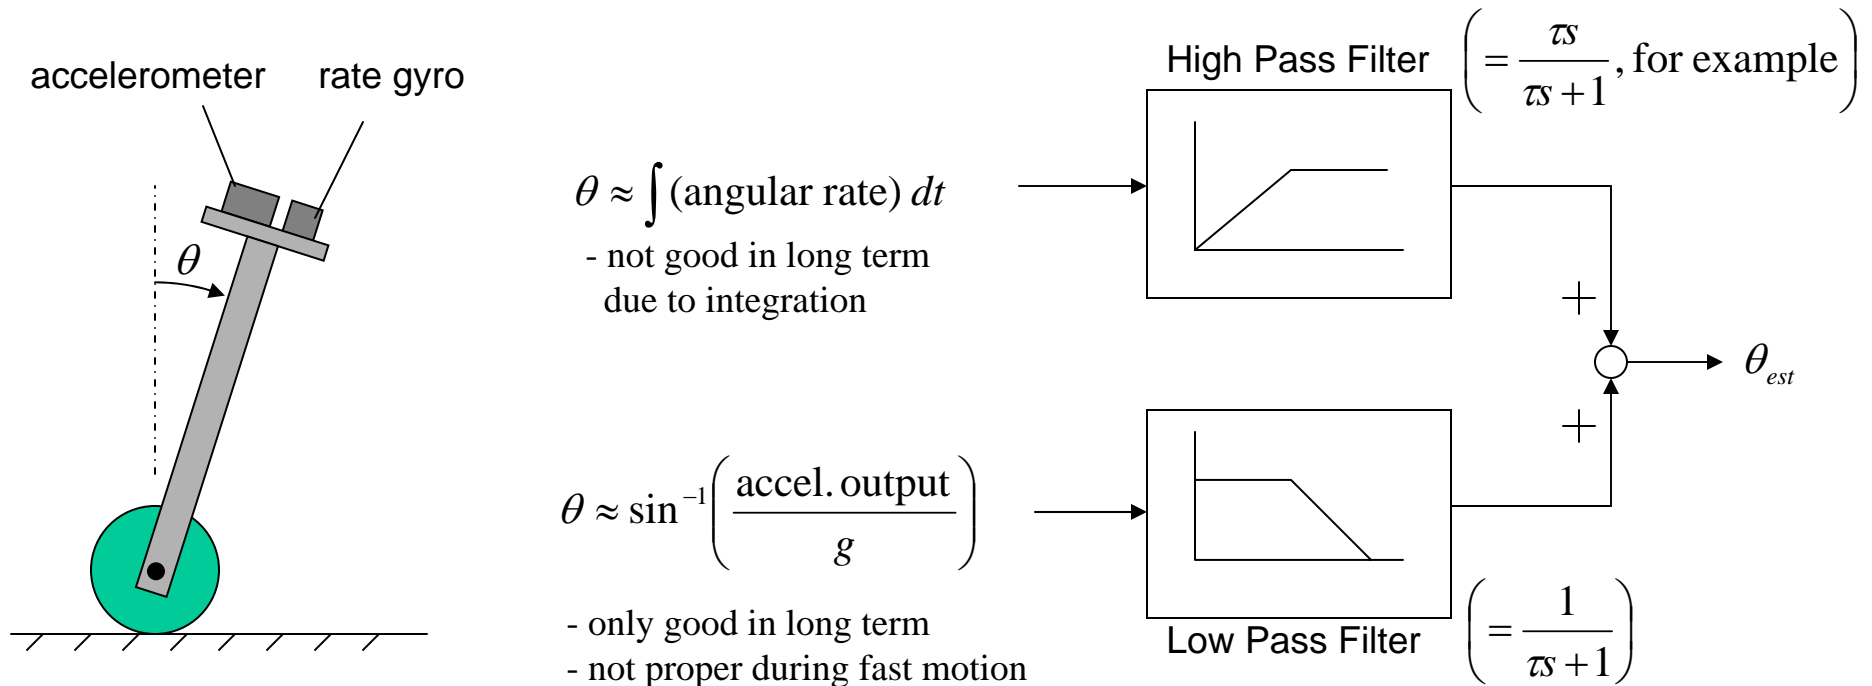 accelerometer
rate gyro
θ
θ ≈ ∫ (angular rate) dt
- not good in long term
due to integration
θ ≈ sin⁻¹(accel. output / g)
- only good in long term
- not proper during fast motion
High Pass Filter
(= τs / (τs + 1), for example)
+
+
θ_est
Low Pass Filter
(= 1 / (τs + 1))